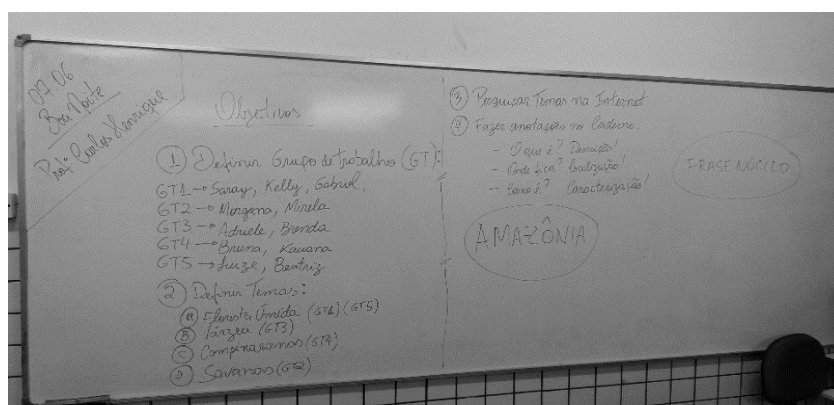 07.06
Boa Noite
Profº Carlos Henrique
Objetivos
① Definir Grupo de trabalho (GT):
GT1 → Saray, Kelly, Gabriel,
GT2 → Morgana, Mirela
GT3 → Adriele, Brenda
GT4 → Bruna, Kauana
GT5 → Luize, Beatriz
② Definir Temas:
Ⓐ Floresta Úmida (GT1) (GT5)
Ⓑ Várzea (GT3)
Ⓒ Campinaranas (GT4)
Ⓓ Savanas (GT2)
③ Pesquisar Temas na Internet
④ Fazer anotações no Caderno.
- O que é? Descrição!
- Onde fica? Localização!
- Como é? Caracterização!
FRASE NÚCLEO
AMAZÔNIA